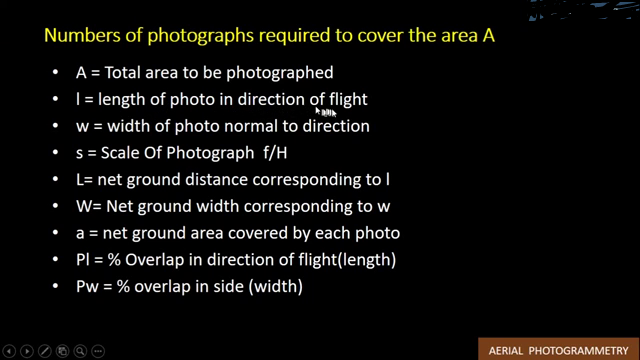 Numbers of photographs required to cover the area A
• A = Total area to be photographed
• l = length of photo in direction of flight
• w = width of photo normal to direction
• s = Scale Of Photograph f/H
• L= net ground distance corresponding to l
• W= Net ground width corresponding to w
• a = net ground area covered by each photo
• Pl = % Overlap in direction of flight(length)
• Pw = % overlap in side (width)
AERIAL PHOTOGRAMMETRY